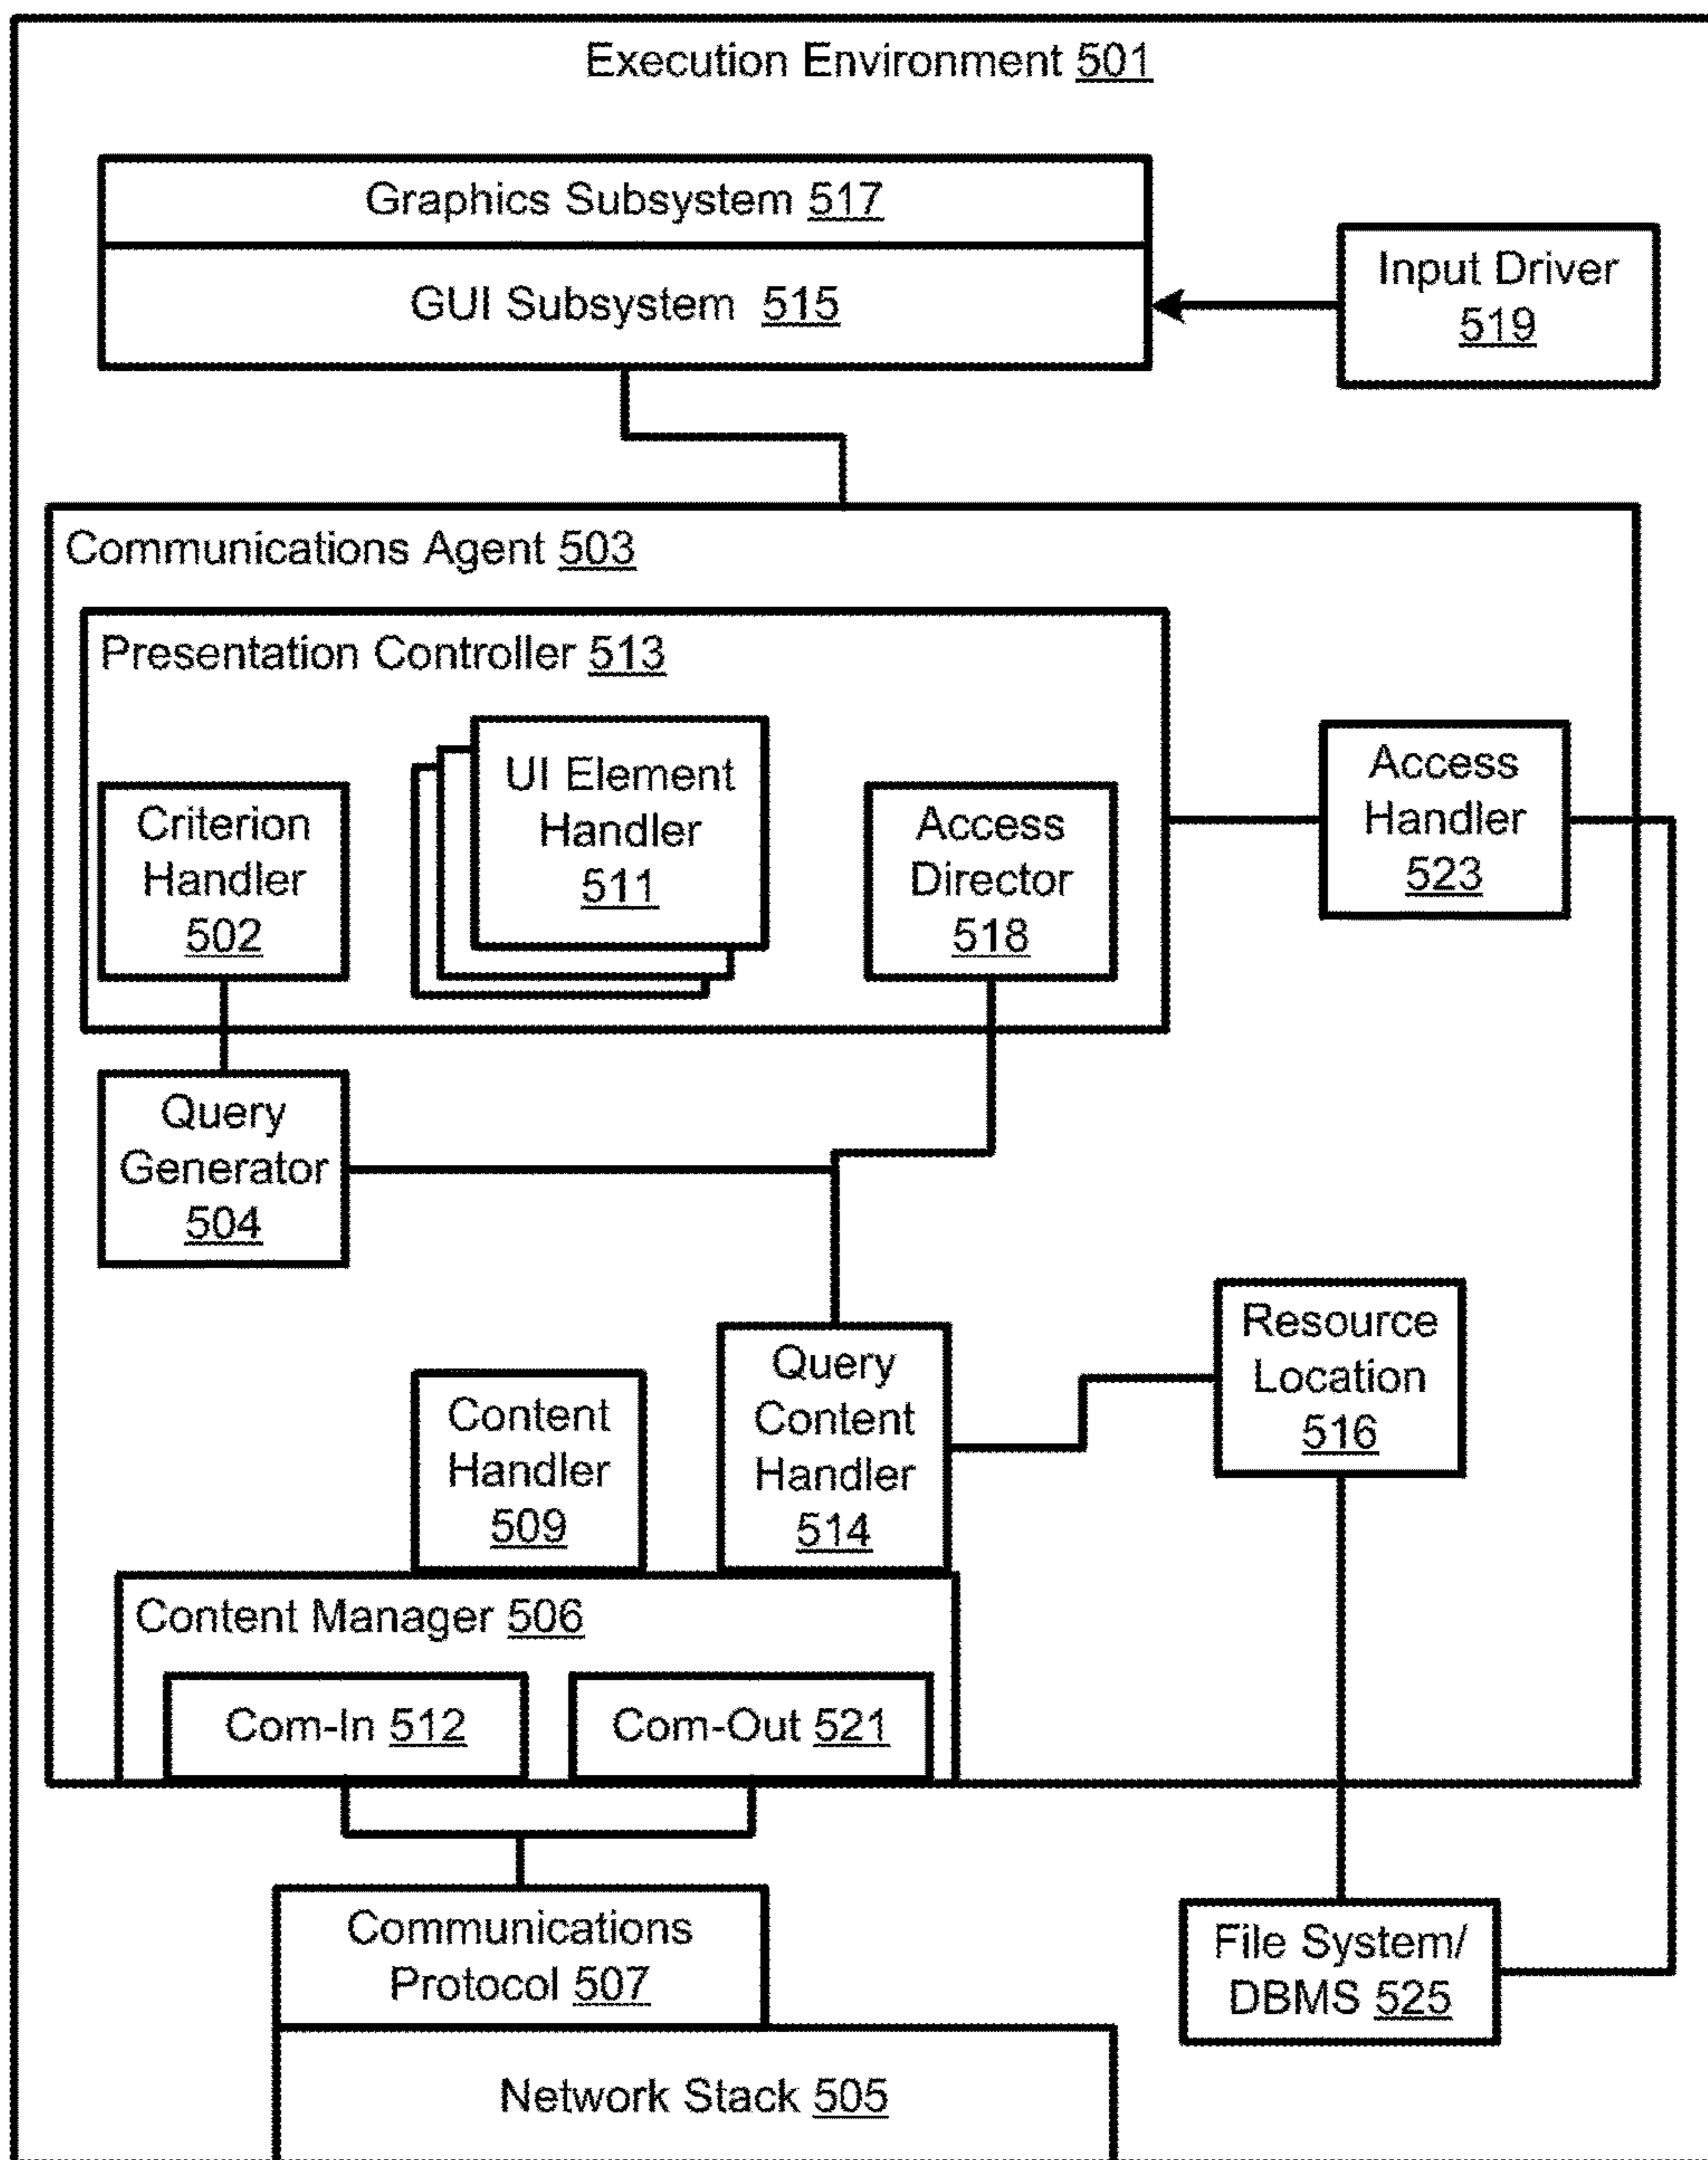 Execution Environment 501
Graphics Subsystem 517
GUI Subsystem 515
Input Driver
519
Communications Agent 503
Presentation Controller 513
Criterion
Handler
502
UI Element
Handler
511
Access
Director
518
Access
Handler
523
Query
Generator
504
Content
Handler
509
Query
Content
Handler
514
Resource
Location
516
Content Manager 506
Com-In 512
Com-Out 521
Communications
Protocol 507
File System/
DBMS 525
Network Stack 505